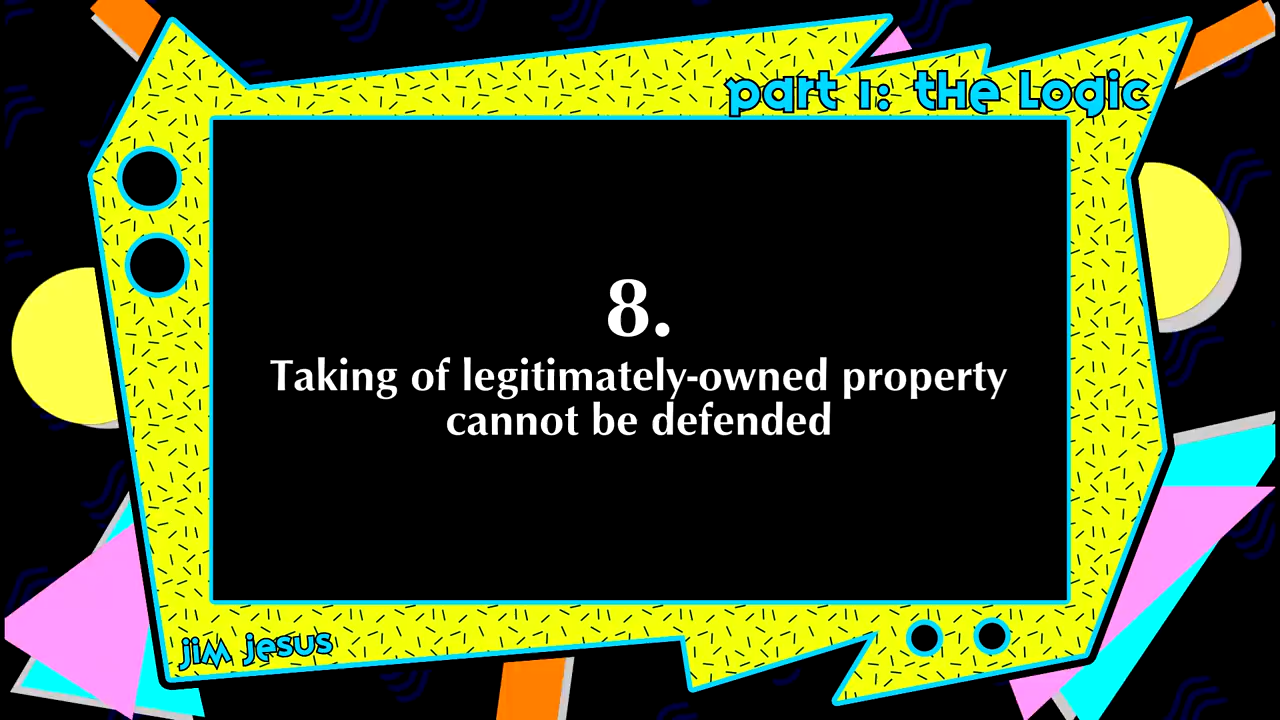 part 1: the Logic
8.
Taking of legitimately-owned property
cannot be defended
jim jesus